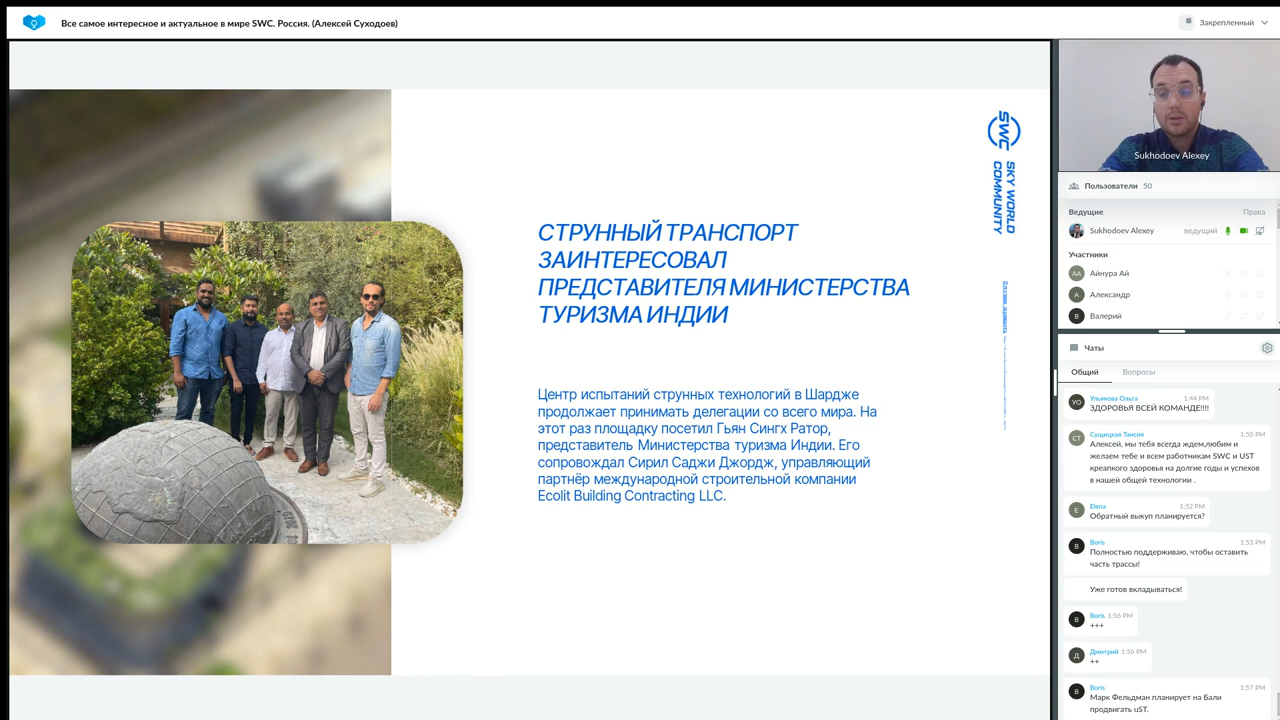 Все самое интересное и актуальное в мире SWC. Россия. (Алексей Суходоев)
Закрепленный
SWC
SKY WORLD
COMMUNITY
СТРУННЫЙ ТРАНСПОРТ
ЗАИНТЕРЕСОВАЛ
ПРЕДСТАВИТЕЛЯ МИНИСТЕРСТВА
ТУРИЗМА ИНДИИ
Центр испытаний струнных технологий в Шардже
продолжает принимать делегации со всего мира. На
этот раз площадку посетил Гьян Сингх Ратор,
представитель Министерства туризма Индии. Его
сопровождал Сирил Саджи Джордж, управляющий
партнёр международной строительной компании
Ecolit Building Contracting LLC.
Sukhodoev Alexey
Пользователи 50
Ведущие Права
Sukhodoev Alexey ведущий
Участники
АА Айнура Ай
А Александр
В Валерий
Чаты
Общий Вопросы
УО Ульянова Ольга 1:44 PM
ЗДОРОВЬЯ ВСЕЙ КОМАНДЕ!!!!
СТ Сущицкая Таисия 1:50 PM
Алексей, мы тебя всегда ждем,любим и
желаем тебе и всем работникам SWC и UST
креапкого здоровья на долгие годы и успехов
в нашей общей технологии .
E Elena 1:52 PM
Обратный выкуп планируется?
B Boris 1:53 PM
Полностью поддерживаю, чтобы оставить
часть трассы!
Уже готов вкладываться!
B Boris 1:56 PM
+++
Д Дмитрий 1:56 PM
++
B Boris 1:57 PM
Марк Фельдман планирует на Бали
продвигать uST.